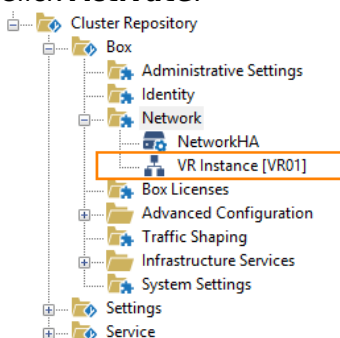 Cluster Repository
Box
Administrative Settings
Identity
Network
NetworkHA
VR Instance [VR01]
Box Licenses
Advanced Configuration
Traffic Shaping
Infrastructure Services
System Settings
Settings
Service